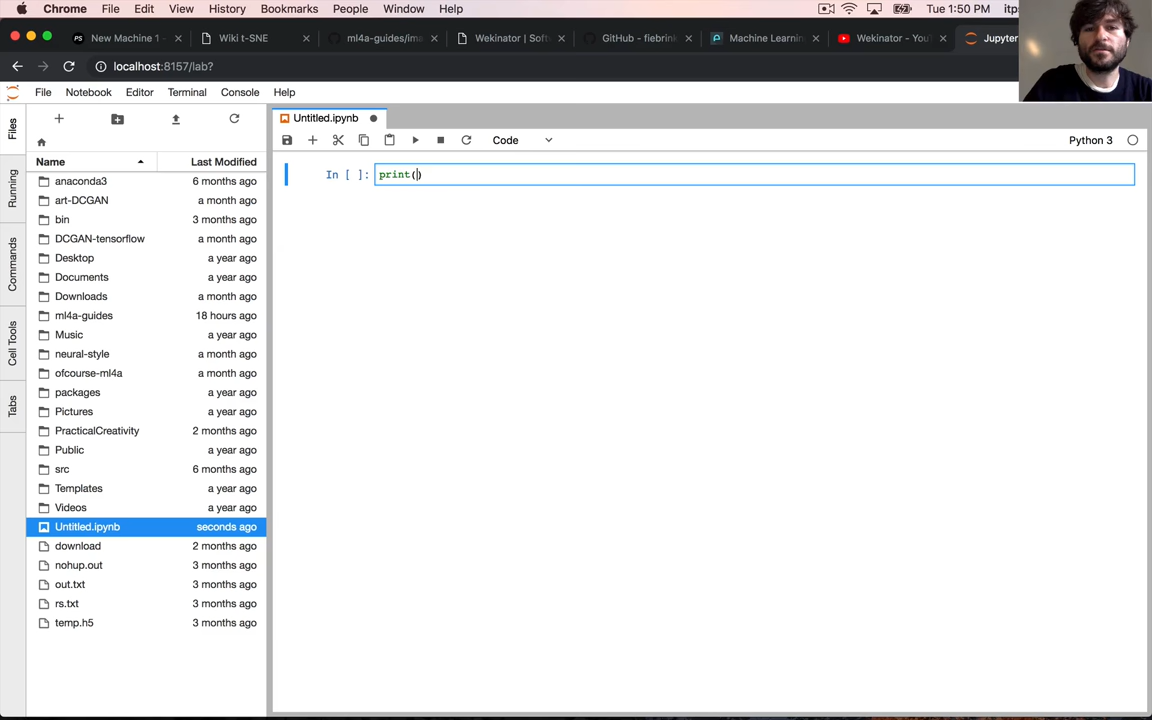 Chrome File Edit View History Bookmarks People Window Help Tue 1:50 PM itps
New Machine 1 - Wiki t-SNE ml4a-guides/ima Wekinator | Soft GitHub - fiebrink Machine Learning Wekinator - YouT Jupyter
localhost:8157/lab?
File Notebook Editor Terminal Console Help
Files
Running
Commands
Cell Tools
Tabs
Name Last Modified
anaconda3 6 months ago
art-DCGAN a month ago
bin 3 months ago
DCGAN-tensorflow a month ago
Desktop a year ago
Documents a year ago
Downloads a month ago
ml4a-guides 18 hours ago
Music a year ago
neural-style a month ago
ofcourse-ml4a a month ago
packages a year ago
Pictures a year ago
PracticalCreativity 2 months ago
Public a year ago
src 6 months ago
Templates a year ago
Videos a year ago
Untitled.ipynb seconds ago
download 2 months ago
nohup.out 3 months ago
out.txt 3 months ago
rs.txt 3 months ago
temp.h5 3 months ago
Untitled.ipynb
Code Python 3
In [ ]: print()